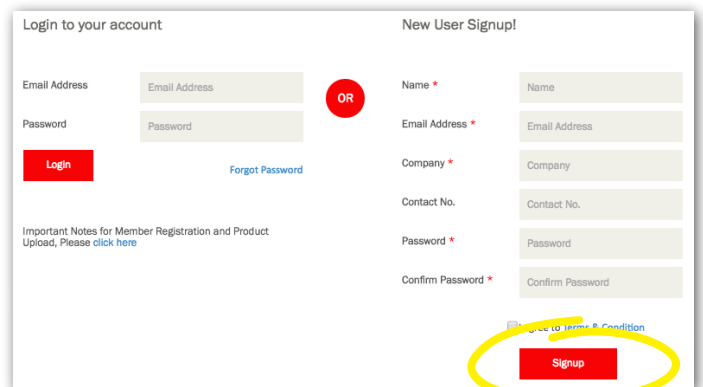 Login to your account
Email Address
Email Address
Password
Password
Login
Forgot Password
Important Notes for Member Registration and Product
Upload, Please click here
OR
New User Signup!
Name *
Name
Email Address *
Email Address
Company *
Company
Contact No.
Contact No.
Password *
Password
Confirm Password *
Confirm Password
I agree to Terms & Condition
Signup